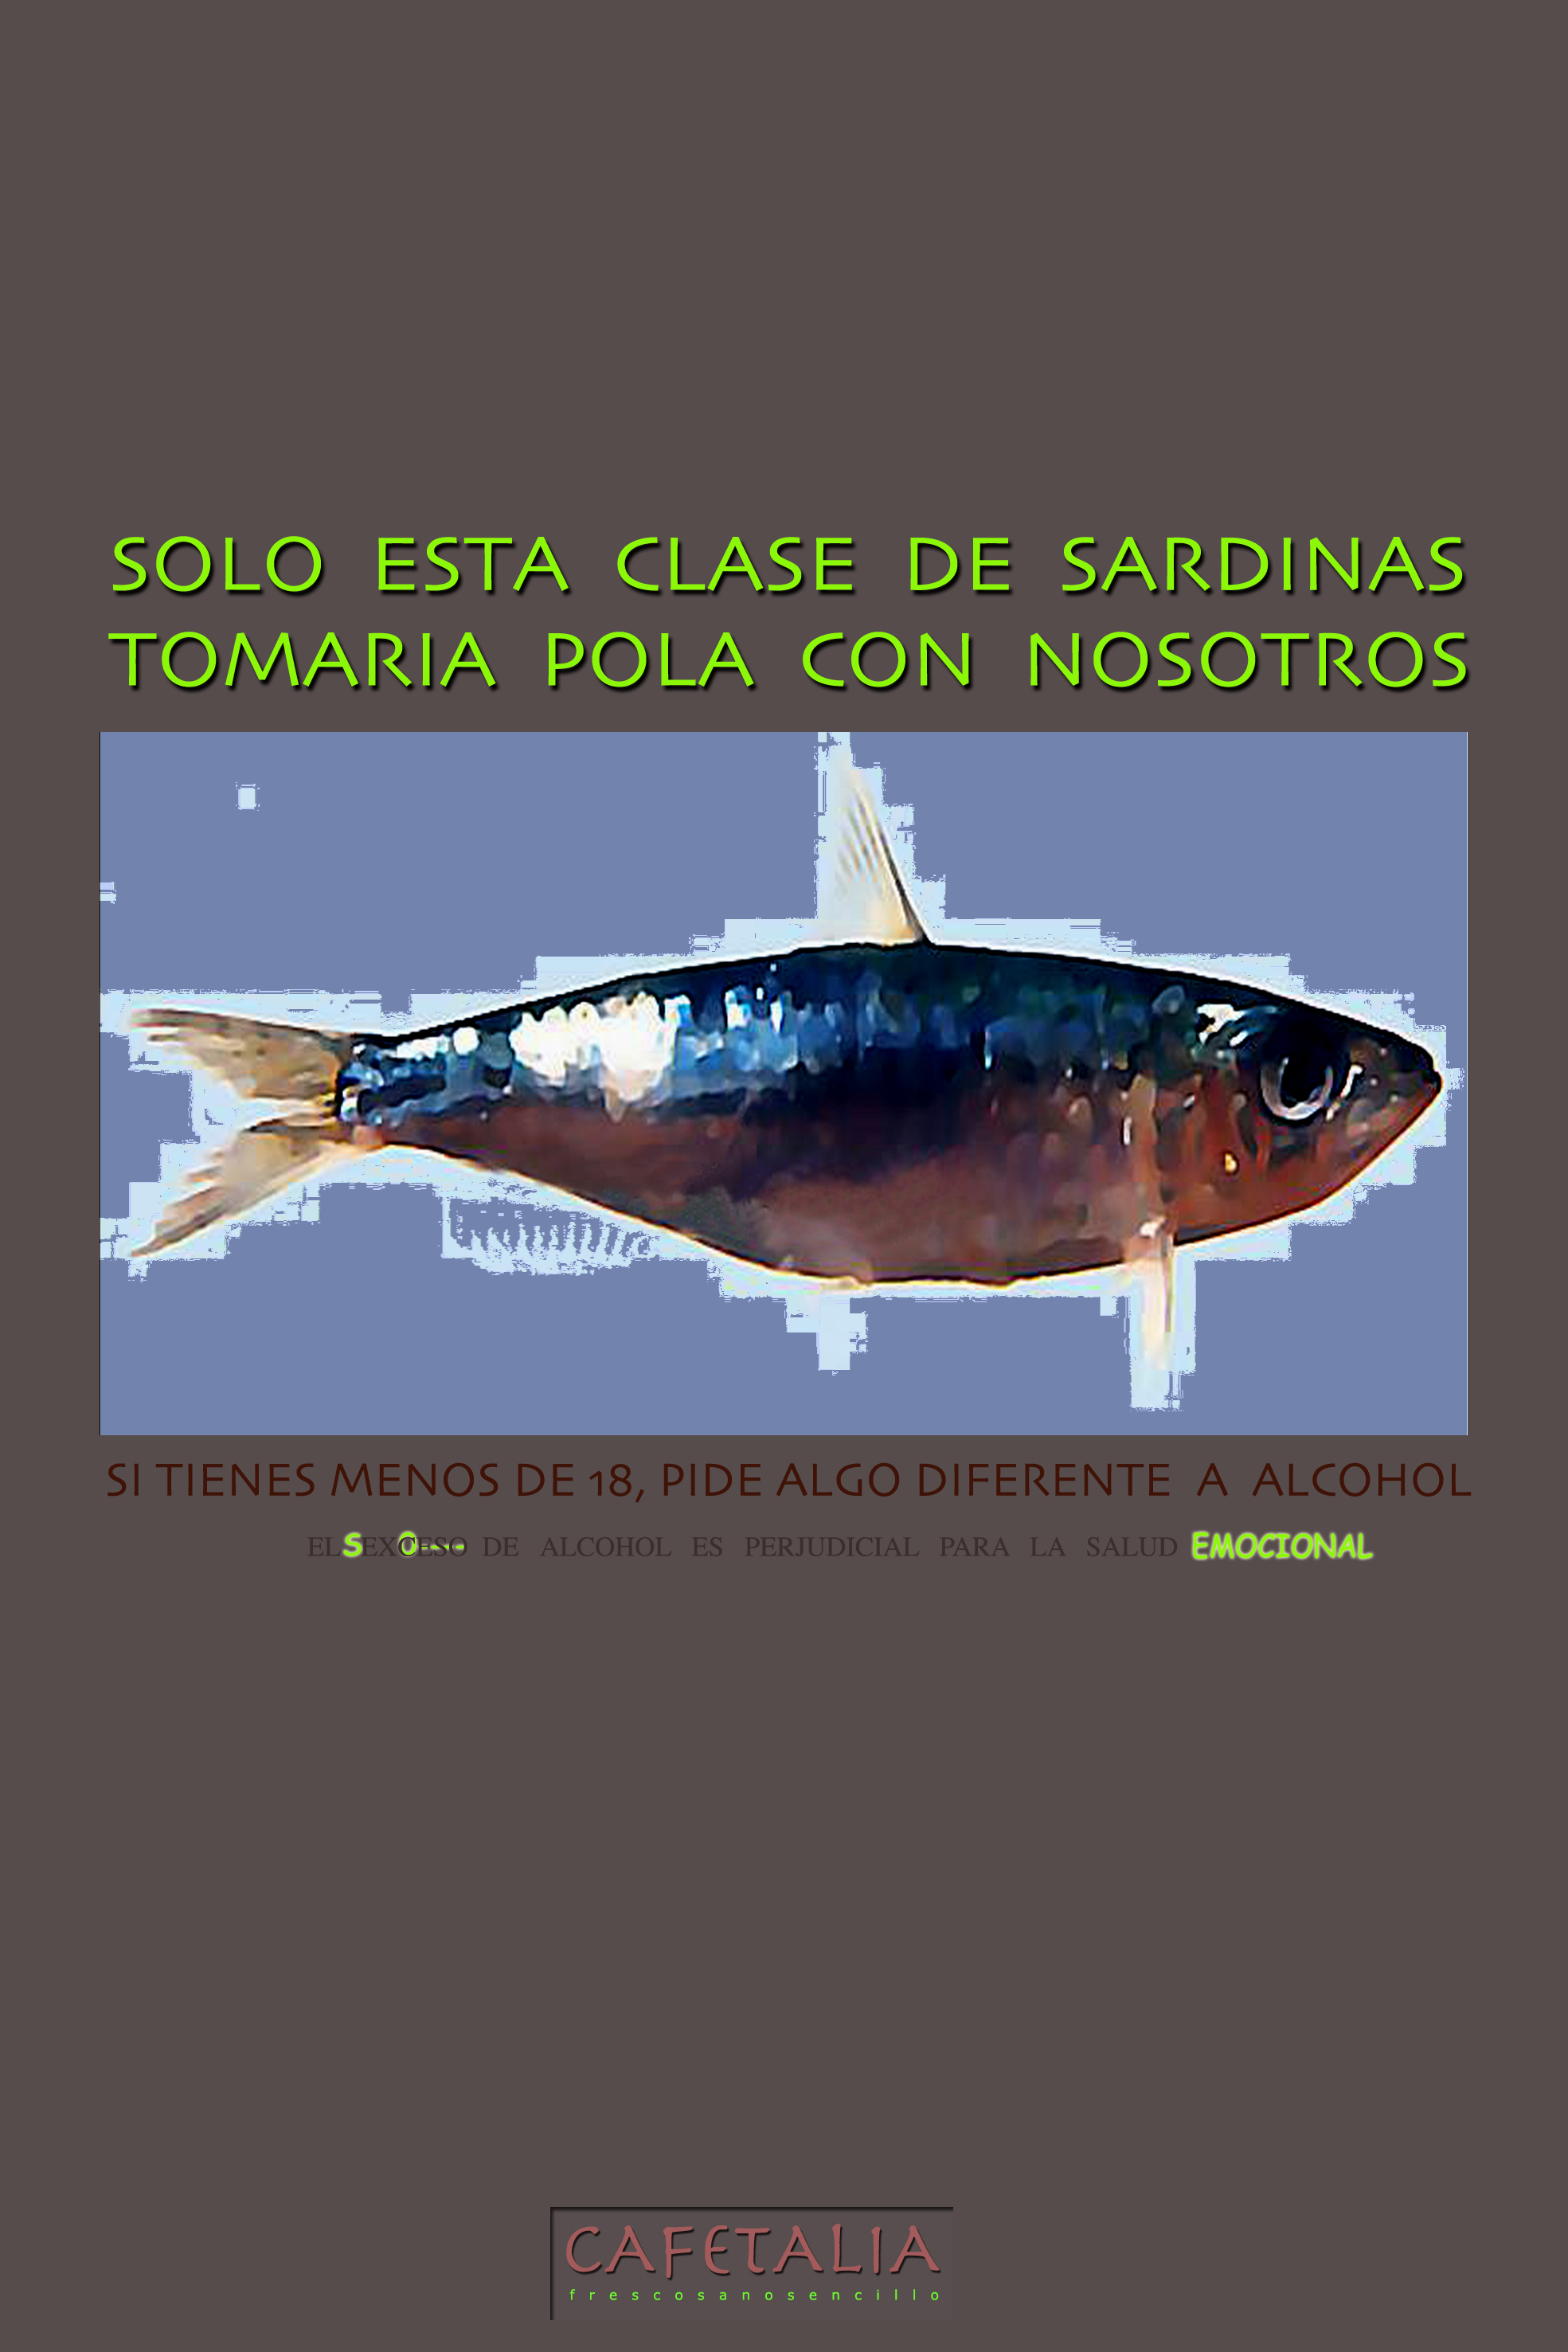 SOLO ESTA CLASE DE SARDINAS
TOMARIA POLA CON NOSOTROS
SI TIENES MENOS DE 18, PIDE ALGO DIFERENTE A ALCOHOL
EL S EXCESO DE ALCOHOL ES PERJUDICIAL PARA LA SALUD EMOCIONAL
CAFETALIA
frescosanosencillo